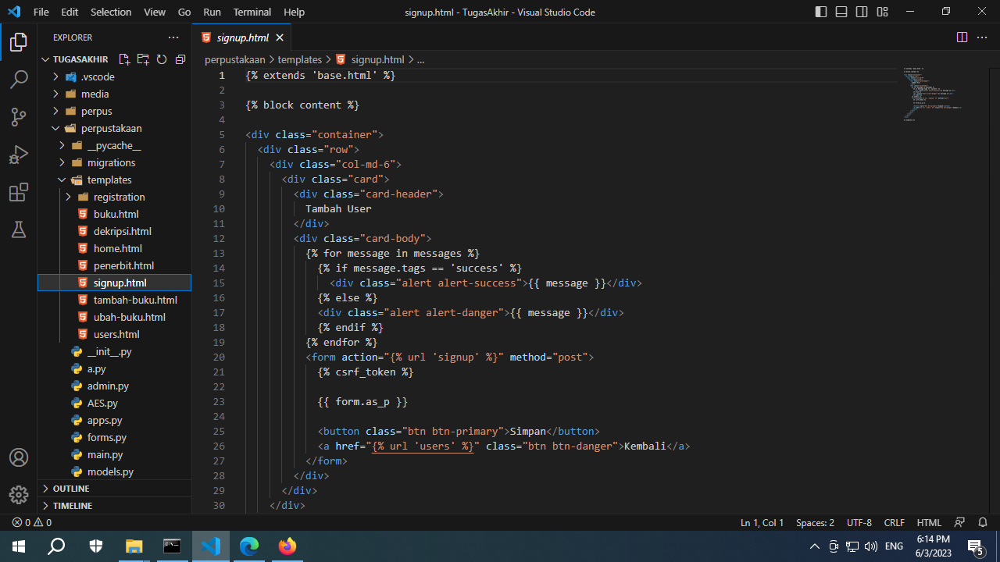 File Edit Selection View Go Run Terminal Help
signup.html - TugasAkhir - Visual Studio Code
EXPLORER
signup.html
TUGASAKHIR
perpustakaan > templates > signup.html > ...
.vscode
media
perpus
perpustakaan
__pycache__
migrations
templates
registration
buku.html
dekripsi.html
home.html
penerbit.html
signup.html
tambah-buku.html
ubah-buku.html
users.html
__init__.py
a.py
admin.py
AES.py
apps.py
forms.py
main.py
models.py
OUTLINE
TIMELINE
1 {% extends 'base.html' %}
2
3 {% block content %}
4
5 <div class="container">
6 <div class="row">
7 <div class="col-md-6">
8 <div class="card">
9 <div class="card-header">
10 Tambah User
11 </div>
12 <div class="card-body">
13 {% for message in messages %}
14 {% if message.tags == 'success' %}
15 <div class="alert alert-success">{{ message }}</div>
16 {% else %}
17 <div class="alert alert-danger">{{ message }}</div>
18 {% endif %}
19 {% endfor %}
20 <form action="{% url 'signup' %}" method="post">
21 {% csrf_token %}
22
23 {{ form.as_p }}
24
25 <button class="btn btn-primary">Simpan</button>
26 <a href="{% url 'users' %}" class="btn btn-danger">Kembali</a>
27 </form>
28 </div>
29 </div>
30 </div>
0 0
Ln 1, Col 1 Spaces: 2 UTF-8 CRLF HTML
ENG
6:14 PM
6/3/2023
5